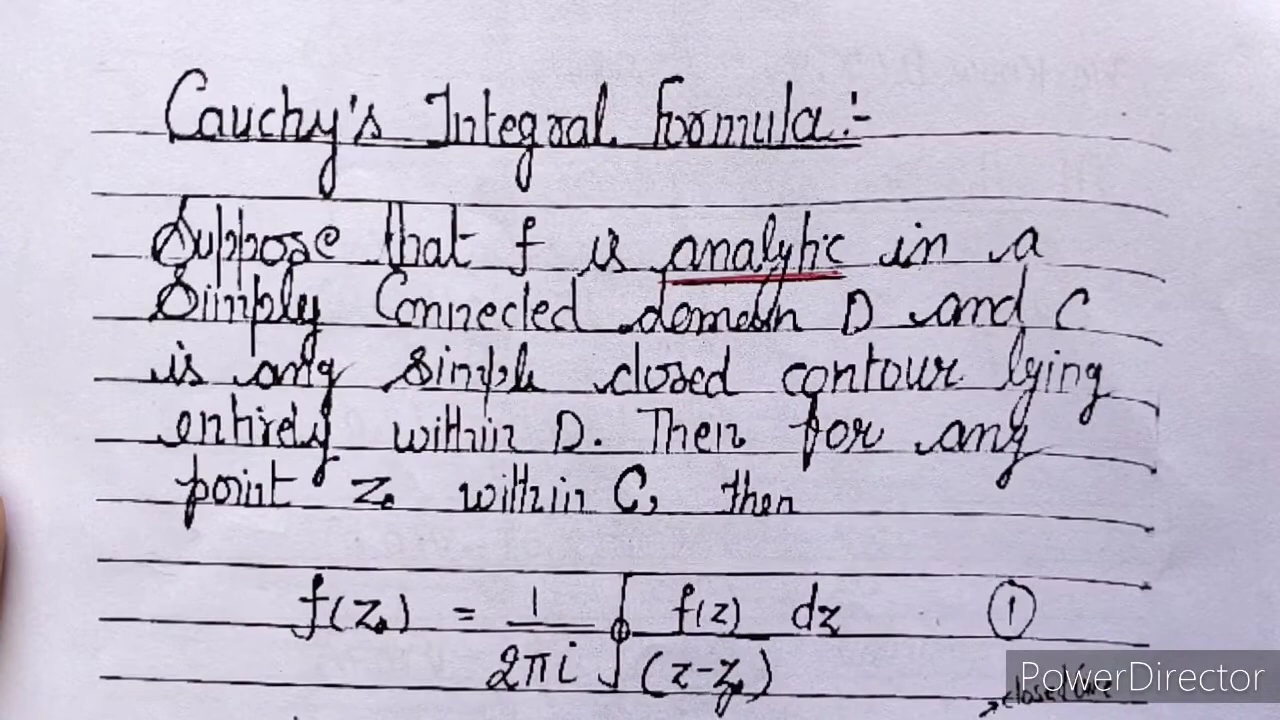 Cauchy's Integral Formula:-
Suppose that f is analytic in a
Simply Connected domain D and C
is any simple closed contour lying
entirely within D. Then for any
point z₀ within C, then
f(z₀) = 1/2πi ∮ f(z)/(z-z₀) dz ①
PowerDirector